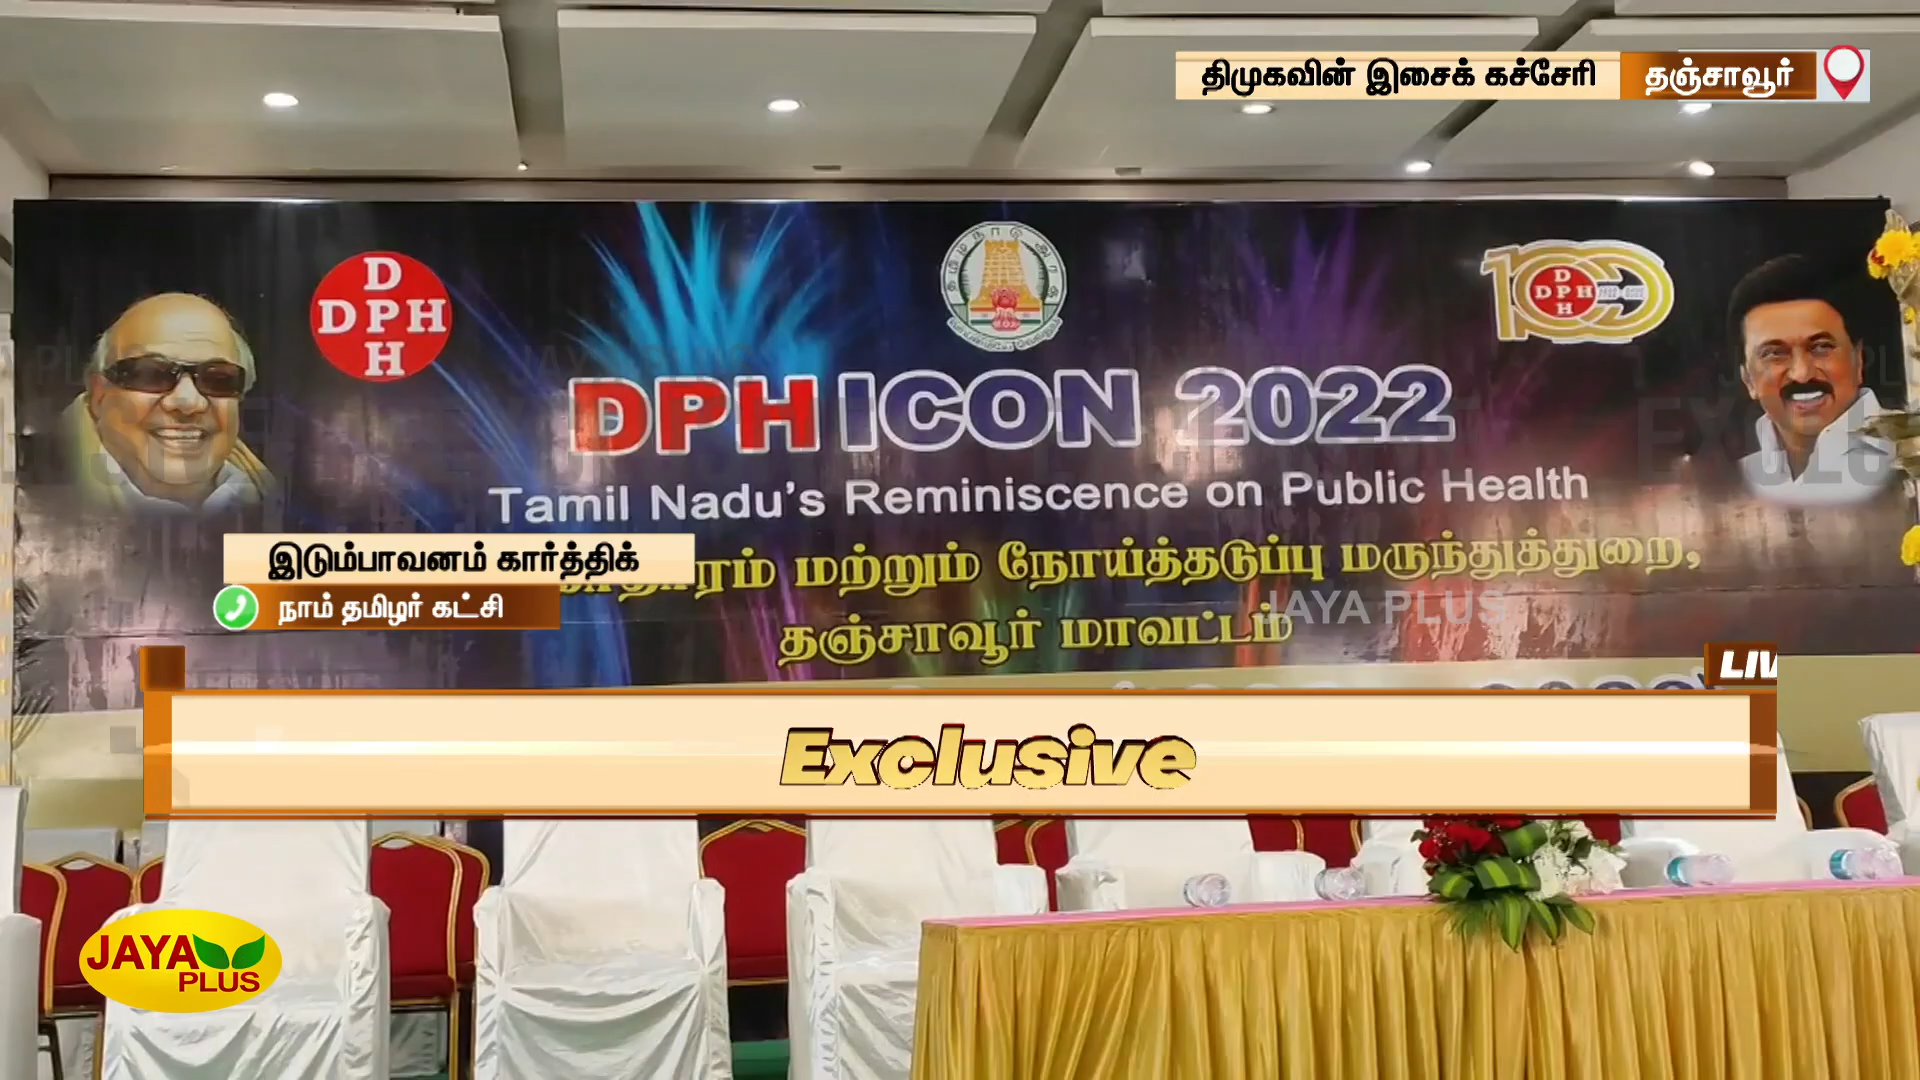 திமுகவின் இசைக் கச்சேரி தஞ்சாவூர்
D
DPH
H
D
DPH
H
DPH ICON 2022
Tamil Nadu's Reminiscence on Public Health
மற்றும் நோய்த்தடுப்பு மருந்துத்துறை,
தஞ்சாவூர் மாவட்டம்
இடும்பாவனம் கார்த்திக்
நாம் தமிழர் கட்சி
JAYA PLUS
LIV
Exclusive
JAYA
PLUS